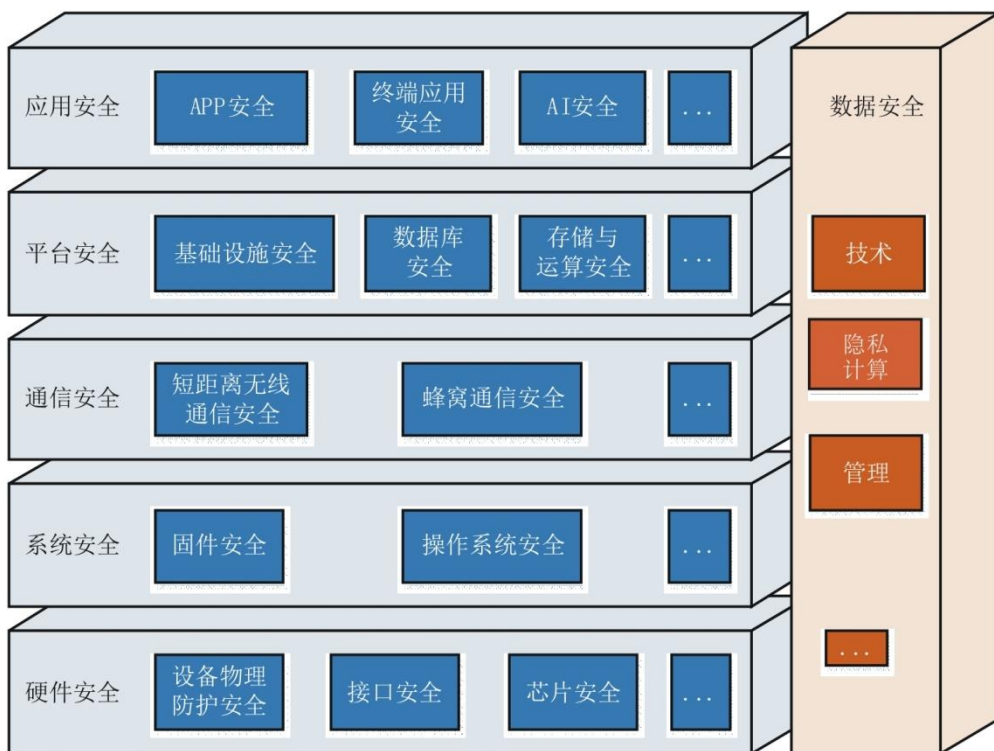 应用安全
APP安全
终端应用
安全
AI安全
...
平台安全
基础设施安全
数据库
安全
存储与
运算安全
...
通信安全
短距离无线
通信安全
蜂窝通信安全
...
系统安全
固件安全
操作系统安全
...
硬件安全
设备物理
防护安全
接口安全
芯片安全
...
数据安全
技术
隐私
计算
管理
...